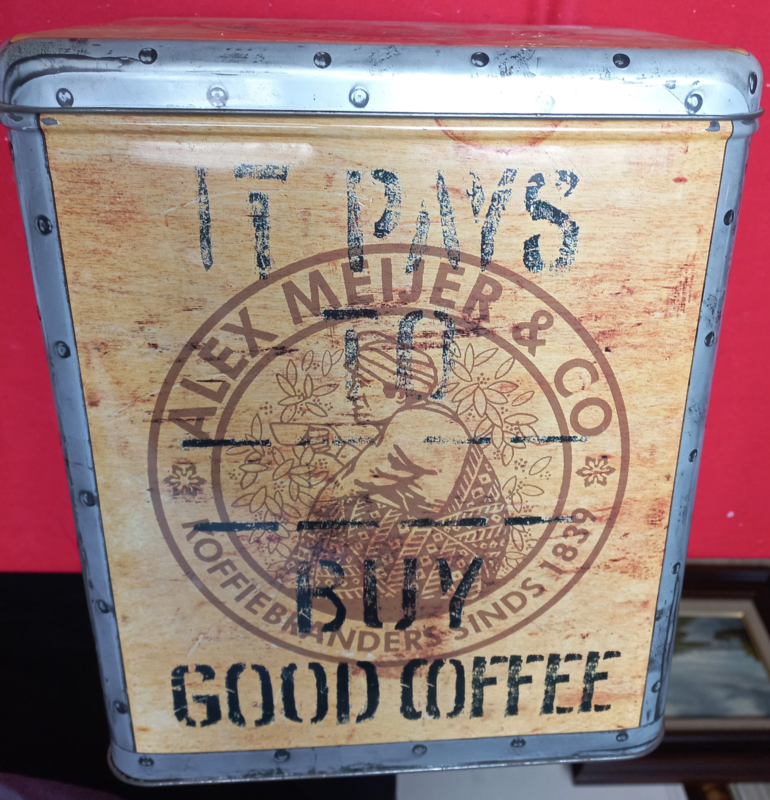 IT PAYS
TO
ALEX MEIJER & CO
KOFFIEBRANDERS SINDS 1839
BUY
GOOD COFFEE